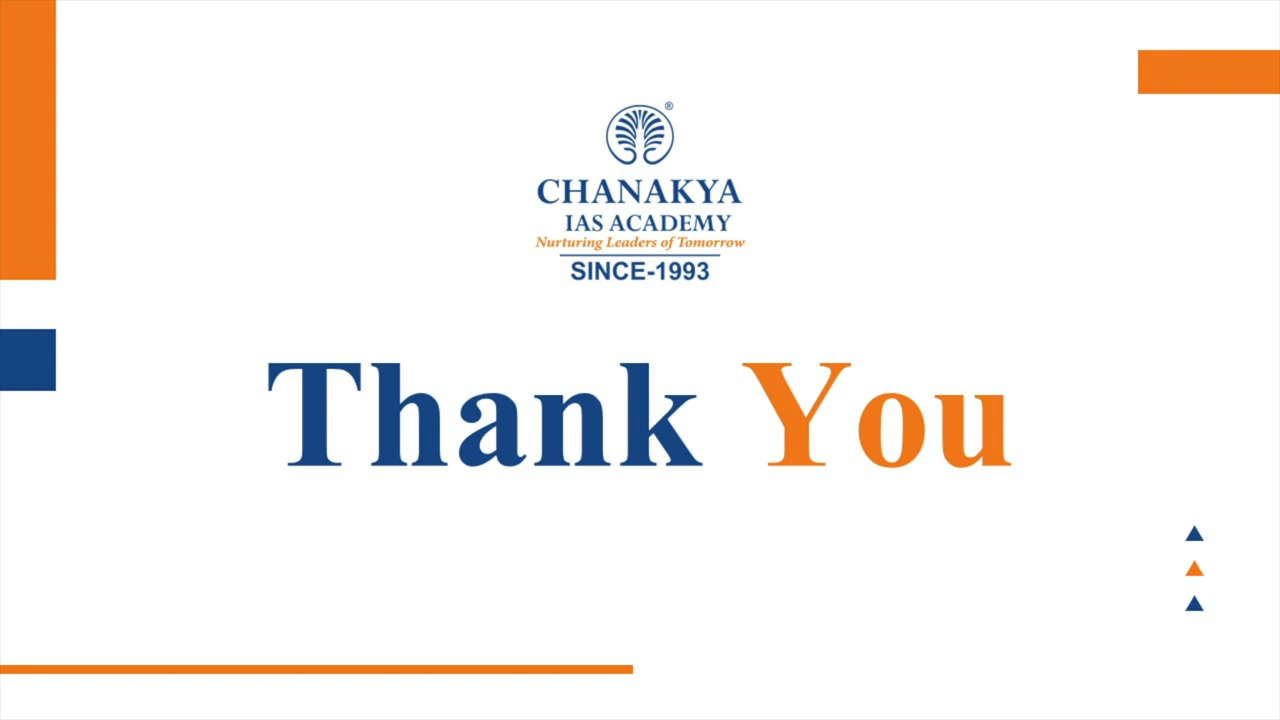 ®
CHANAKYA
IAS ACADEMY
Nurturing Leaders of Tomorrow
SINCE-1993
Thank You